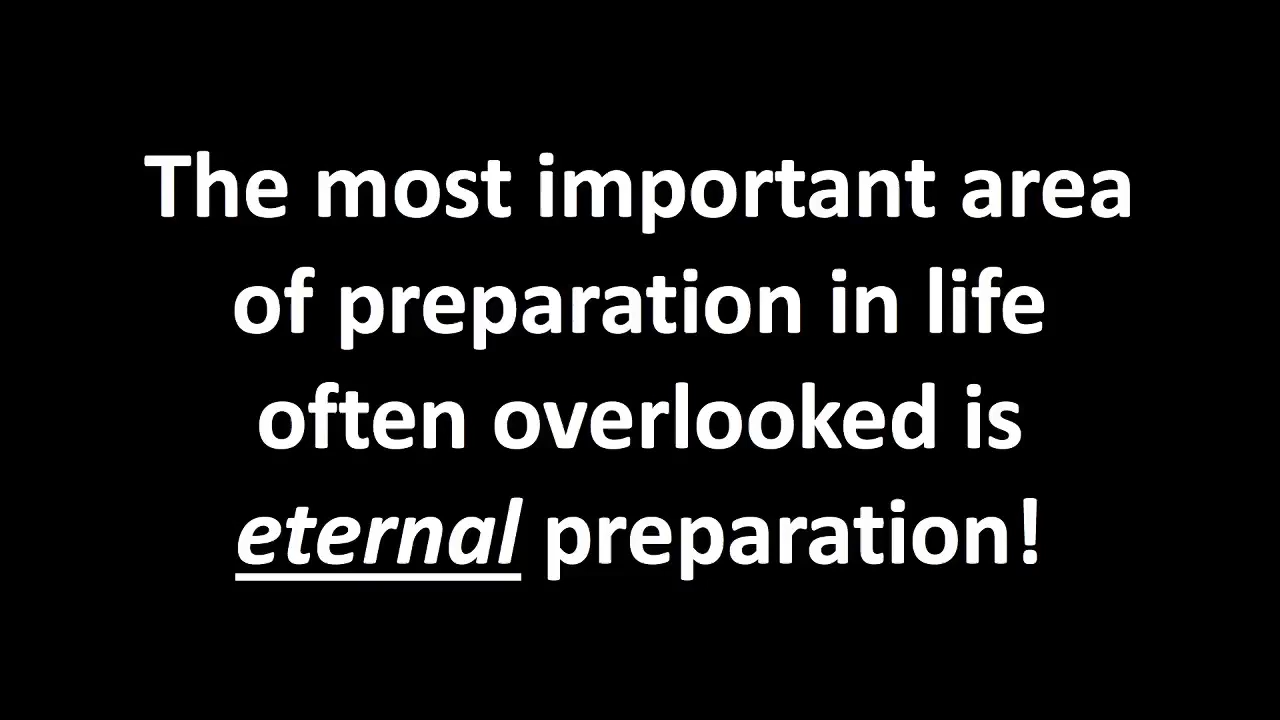 The most important area
of preparation in life
often overlooked is
eternal preparation!